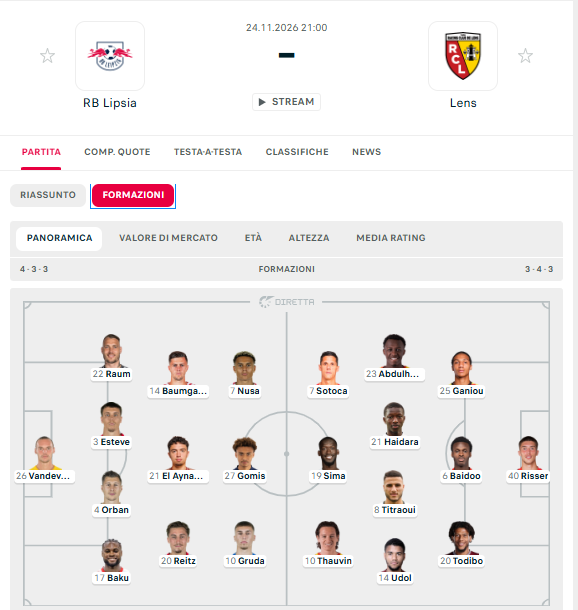 24.11.2026 21:00
RCL
RB Lipsia
-
Lens
STREAM
PARTITA COMP. QUOTE TESTA-A-TESTA CLASSIFICHE NEWS
RIASSUNTO FORMAZIONI
PANORAMICA VALORE DI MERCATO ETÀ ALTEZZA MEDIA RATING
4 - 3 - 3 FORMAZIONI 3 - 4 - 3
DIRETTA
22 Raum
23 Abdulh...
14 Baumga...
7 Nusa
7 Sotoca
25 Ganiou
3 Esteve
21 Haidara
26 Vandev...
21 El Ayna...
27 Gomis
19 Sima
6 Baidoo
40 Risser
4 Orban
8 Titraoui
20 Reitz
10 Gruda
10 Thauvin
20 Todibo
17 Baku
14 Udol